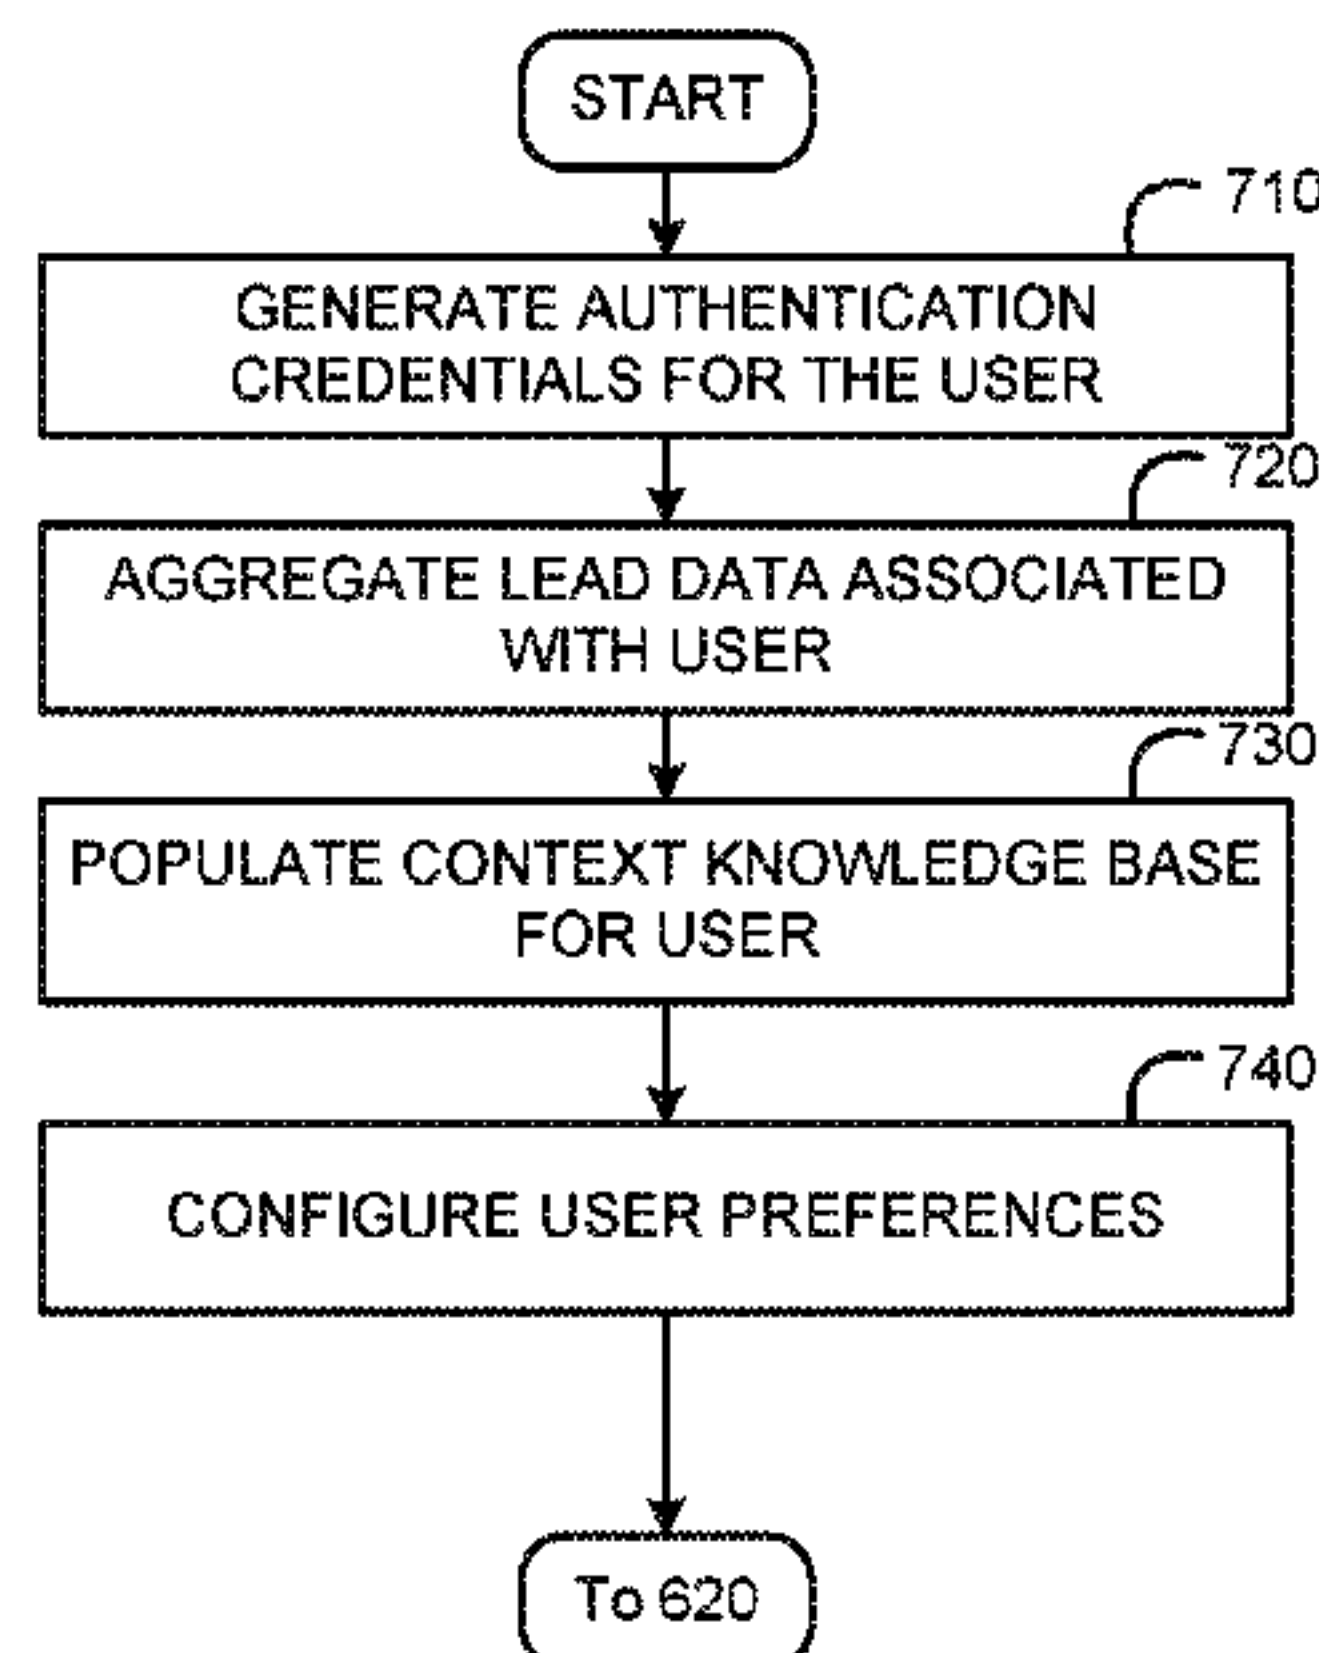 START
710
GENERATE AUTHENTICATION
CREDENTIALS FOR THE USER
720
AGGREGATE LEAD DATA ASSOCIATED
WITH USER
730
POPULATE CONTEXT KNOWLEDGE BASE
FOR USER
740
CONFIGURE USER PREFERENCES
To 620